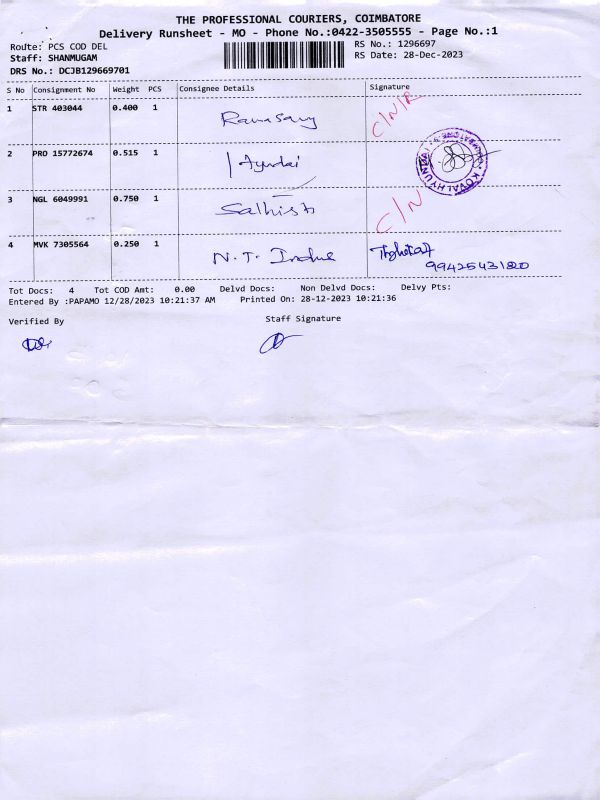 THE PROFESSIONAL COURIERS, COIMBATORE
Delivery Runsheet - MO - Phone No.:0422-3505555 - Page No.:1
Route: PCS COD DEL
RS No.: 1296697
Staff: SHANMUGAM
RS Date: 28-Dec-2023
DRS No.: DCJB129669701
S No Consignment No Weight PCS Consignee Details Signature
1 STR 403044 0.400 1 Ramasamy C/N/R
2 PRO 15772674 0.515 1 KOVAI HYUNDAI
3 NGL 6049991 0.750 1 C/N
4 MVK 7305564 0.250 1 N.T.
Tot Docs: 4 Tot COD Amt: 0.00 Delvd Docs: Non Delvd Docs: Delvy Pts:
Entered By :PAPAMO 12/28/2023 10:21:37 AM Printed On: 28-12-2023 10:21:36
Verified By Staff Signature